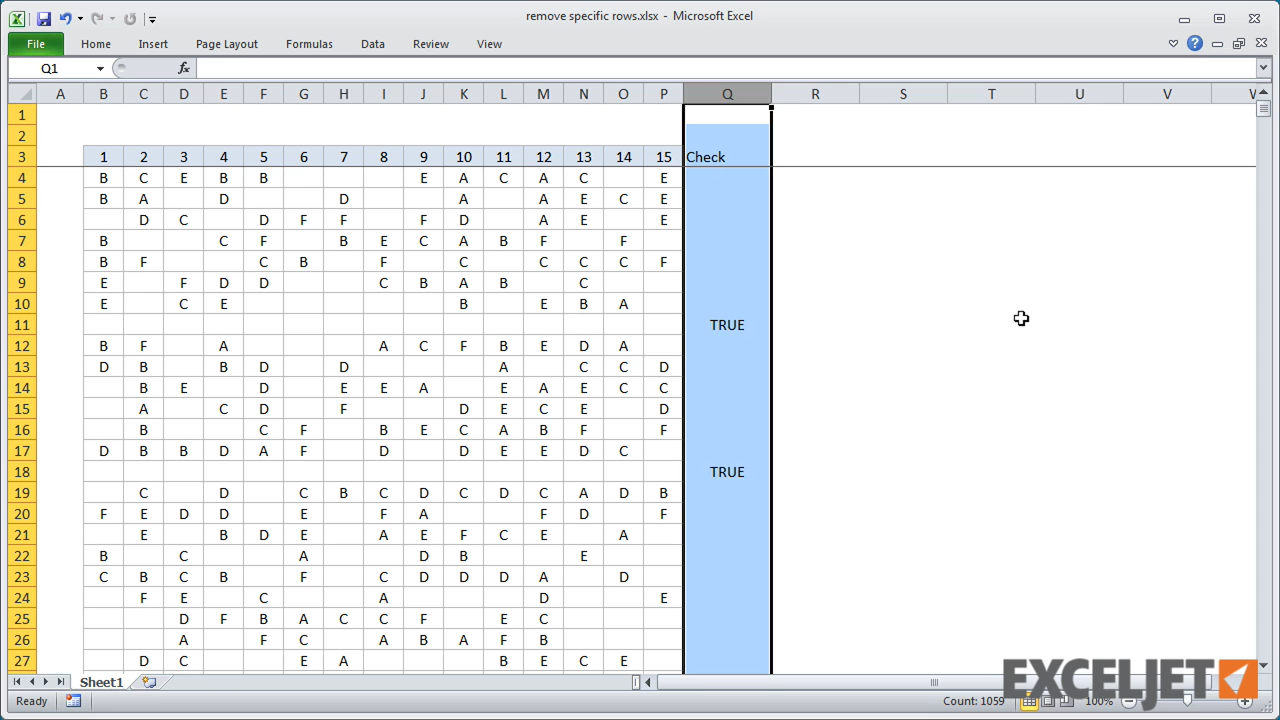 remove specific rows.xlsx - Microsoft Excel
File Home Insert Page Layout Formulas Data Review View
Q1 fx
A B C D E F G H I J K L M N O P Q R S T U V
1
2
3 1 2 3 4 5 6 7 8 9 10 11 12 13 14 15 Check
4 B C E B B E A C A C E
5 B A D D A A E C E
6 D C D F F F D A E E
7 B C F B E C A B F F
8 B F C B F C C C C F
9 E F D D C B A B C
10 E C E B E B A
11 TRUE
12 B F A A C F B E D A
13 D B B D D A C C D
14 B E D E E A E A E C C
15 A C D F D E C E D
16 B C F B E C A B F F
17 D B B D A F D D E E D C
18 TRUE
19 C D C B C D C D C A D B
20 F E D D E F A F D F
21 E B D E A E F C E A
22 B C A D B E
23 C B C B F C D D D A D
24 F E C A D E
25 D F B A C C F E C
26 A F C A B A F B
27 D C E A B E C E
Sheet1
Ready Count: 1059 100%
EXCELJET